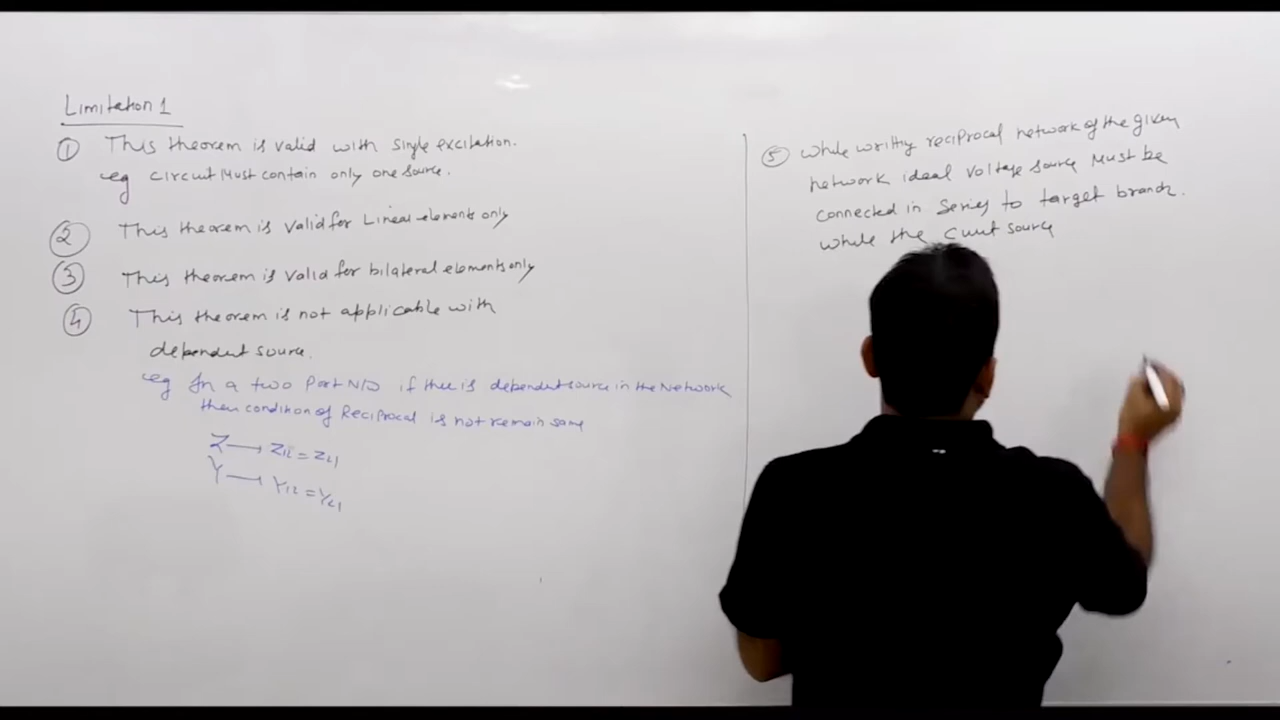 Limitation 1
① This theorem is valid with single excitation.
eg circuit Must contain only one source.
② This theorem is valid for Linear elements only
③ This theorem is valid for bilateral elements only
④ This theorem is not applicable with
dependent source.
eg In a two Port N/W if there is dependent source in the Network
then condition of Reciprocal is not remain same
Z → Z12 = Z21
Y → Y12 = Y21
⑤ while writing reciprocal network of the given
network ideal voltage source Must be
connected in series to target branch.
while the current source